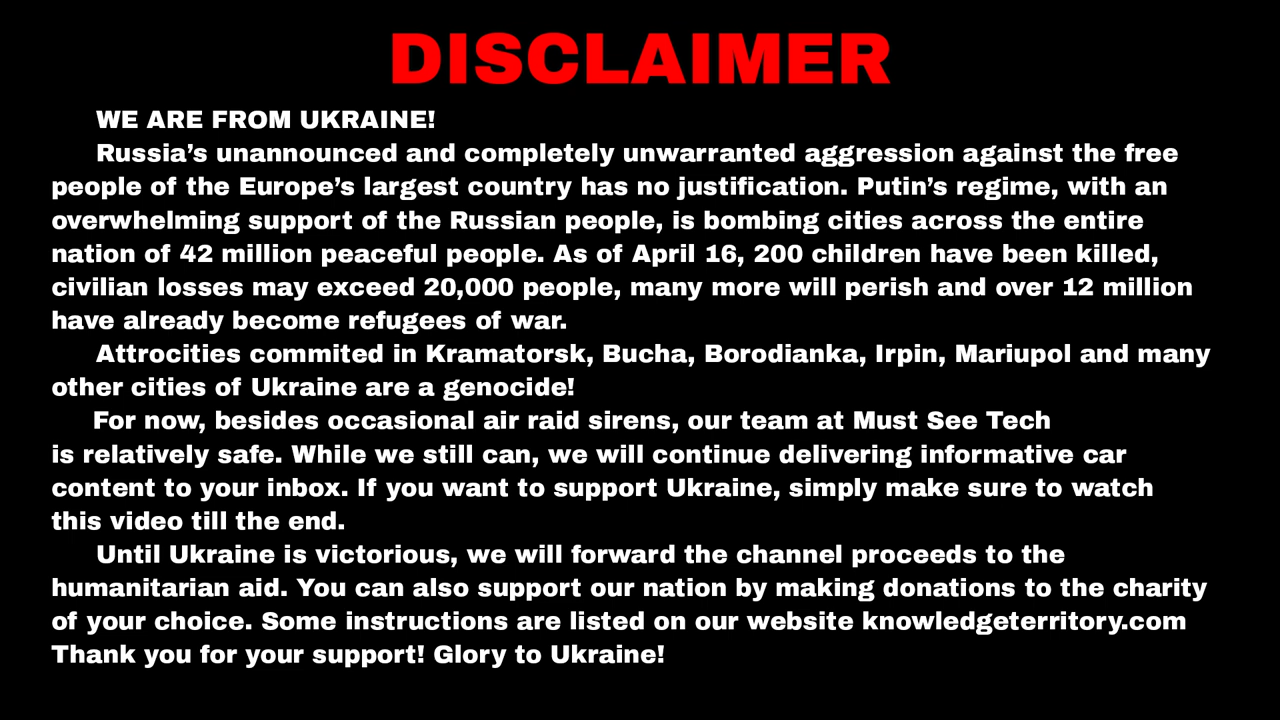 DISCLAIMER
WE ARE FROM UKRAINE!
Russia’s unannounced and completely unwarranted aggression against the free
people of the Europe’s largest country has no justification. Putin’s regime, with an
overwhelming support of the Russian people, is bombing cities across the entire
nation of 42 million peaceful people. As of April 16, 200 children have been killed,
civilian losses may exceed 20,000 people, many more will perish and over 12 million
have already become refugees of war.
Attrocities commited in Kramatorsk, Bucha, Borodianka, Irpin, Mariupol and many
other cities of Ukraine are a genocide!
For now, besides occasional air raid sirens, our team at Must See Tech
is relatively safe. While we still can, we will continue delivering informative car
content to your inbox. If you want to support Ukraine, simply make sure to watch
this video till the end.
Until Ukraine is victorious, we will forward the channel proceeds to the
humanitarian aid. You can also support our nation by making donations to the charity
of your choice. Some instructions are listed on our website knowledgeterritory.com
Thank you for your support! Glory to Ukraine!